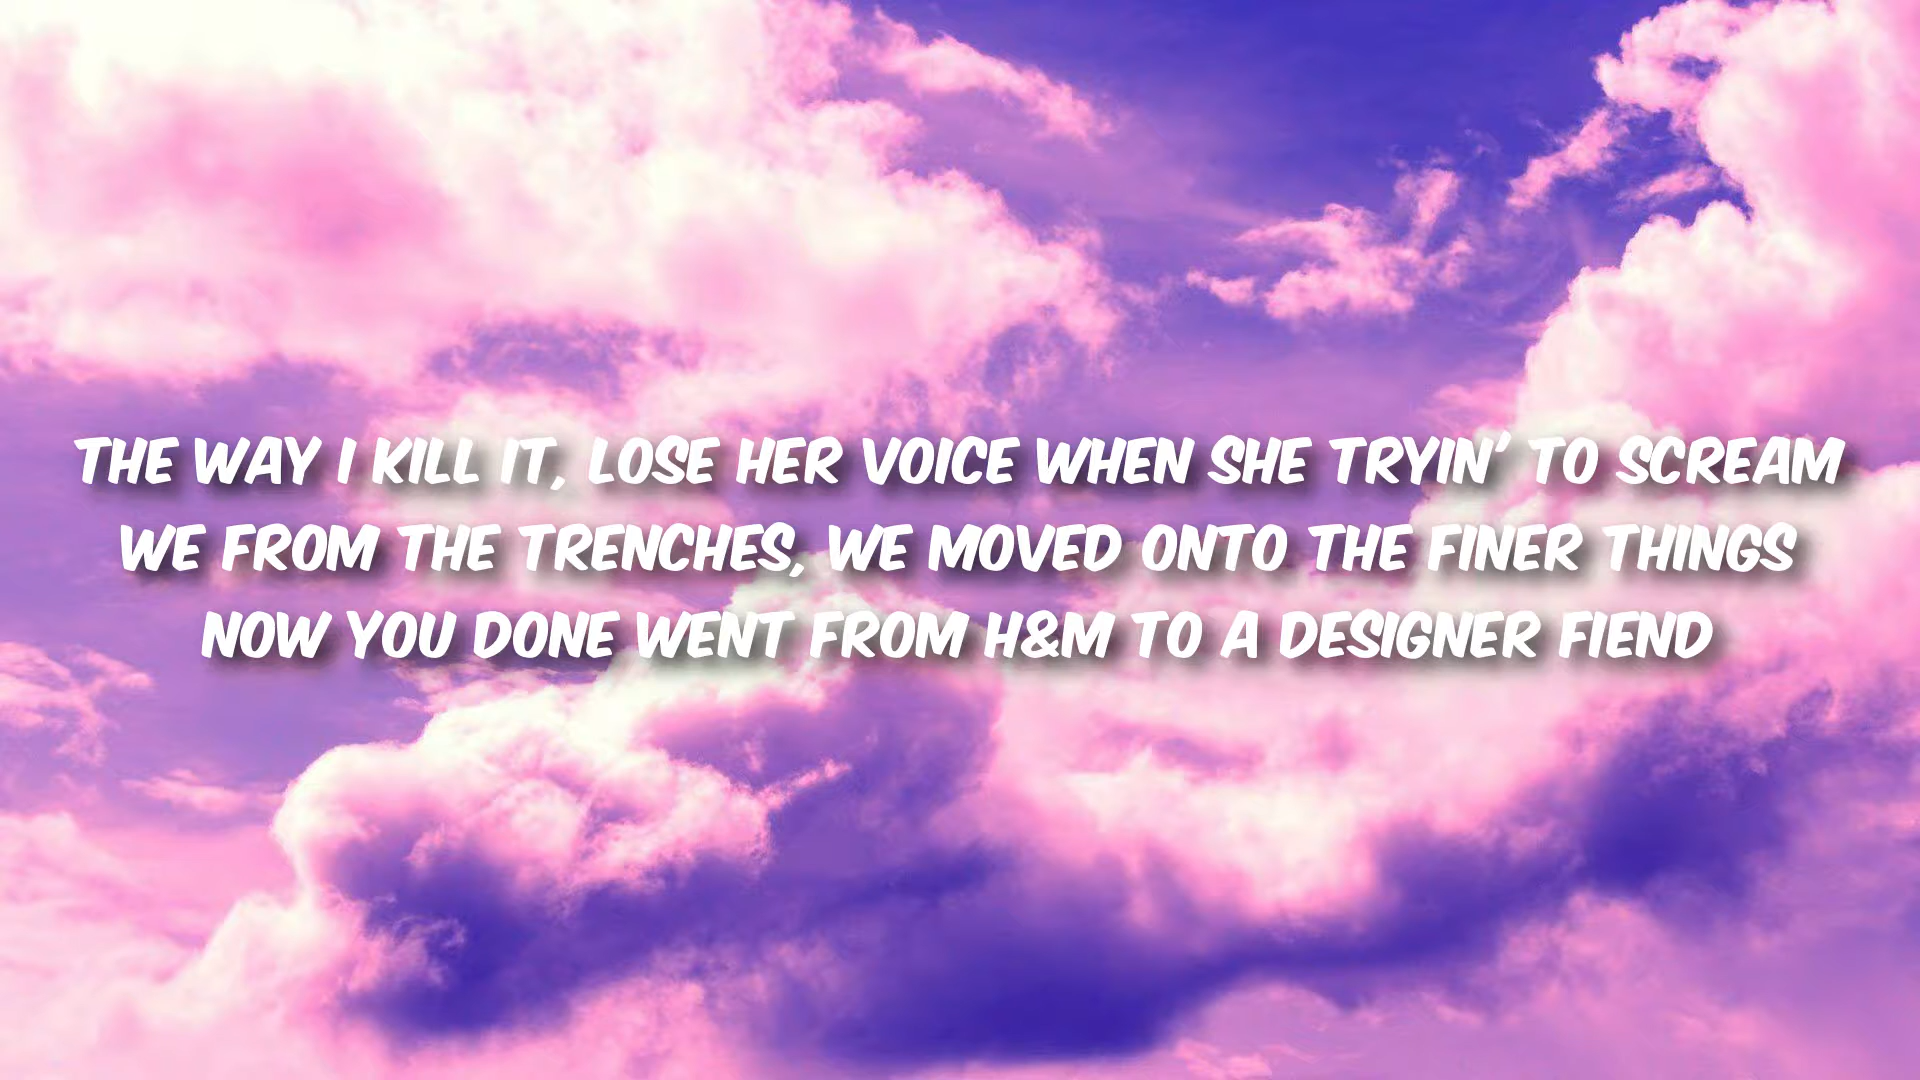 THE WAY I KILL IT, LOSE HER VOICE WHEN SHE TRYIN' TO SCREAM
WE FROM THE TRENCHES, WE MOVED ONTO THE FINER THINGS
NOW YOU DONE WENT FROM H&M TO A DESIGNER FIEND